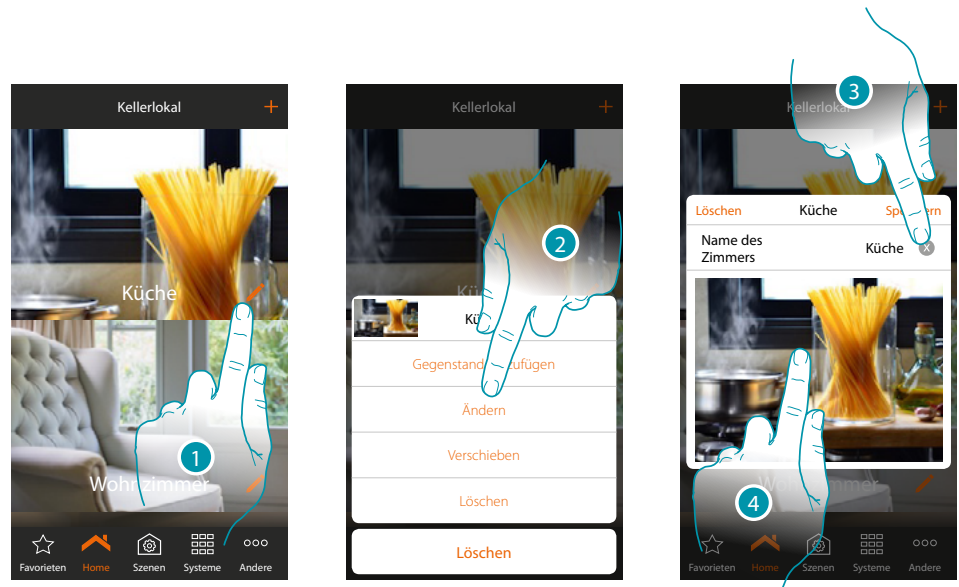 Kellerlokal
Küche
1
Wohnzimmer
Favorieten
Home
Szenen
Systeme
Andere
Kellerlokal
2
Gegenstand
Ändern
Verschieben
Löschen
Löschen
3
Löschen
Küche
Name des
Zimmers
Küche
x
4
Favorieten
Home
Szenen
Systeme
Andere